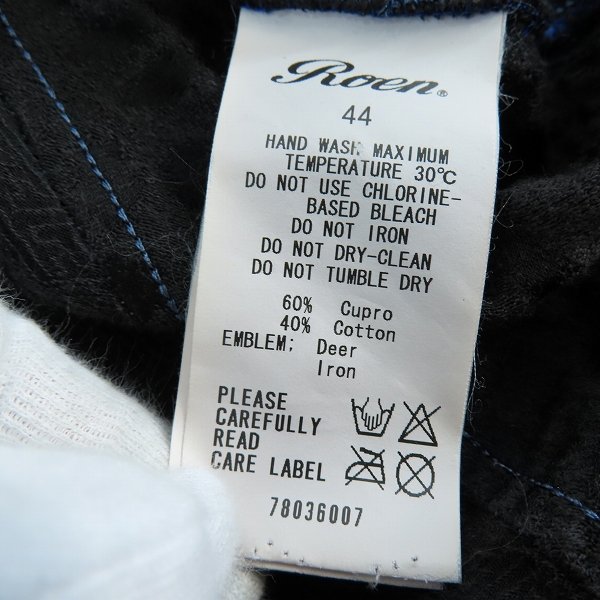 Roen®
44
HAND WASH MAXIMUM
TEMPERATURE 30℃
DO NOT USE CHLORINE-
BASED BLEACH
DO NOT IRON
DO NOT DRY-CLEAN
DO NOT TUMBLE DRY
60% Cupro
40% Cotton
EMBLEM; Deer
Iron
PLEASE
CAREFULLY
READ
CARE LABEL
78036007